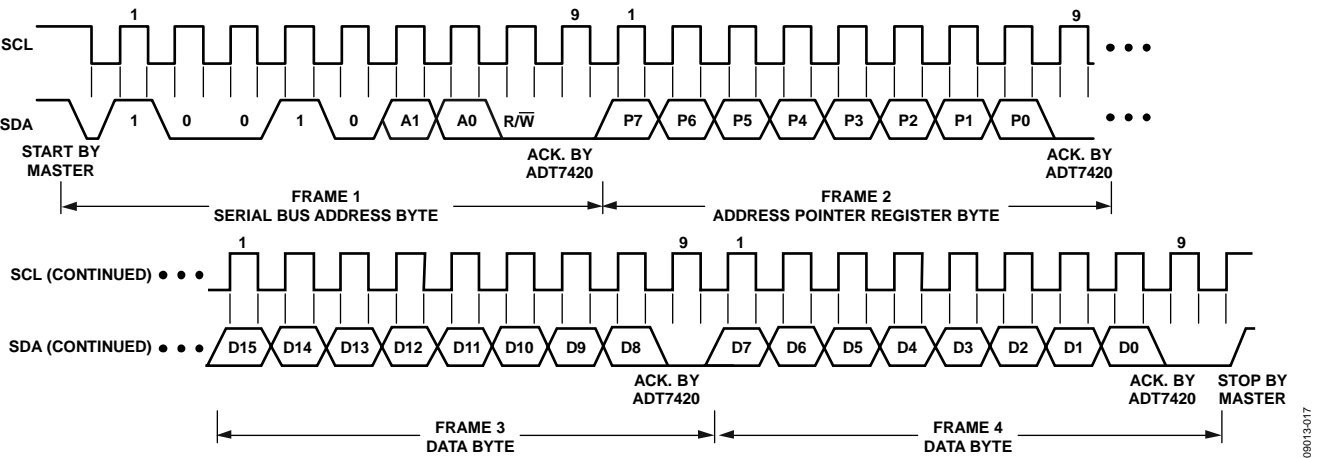 1 9 1 9
SCL
SDA
1 0 0 1 0 A1 A0 R/W̅ P7 P6 P5 P4 P3 P2 P1 P0
START BY
MASTER
ACK. BY
ADT7420
ACK. BY
ADT7420
FRAME 1
SERIAL BUS ADDRESS BYTE
FRAME 2
ADDRESS POINTER REGISTER BYTE
1 9 1 9
SCL (CONTINUED)
SDA (CONTINUED)
D15 D14 D13 D12 D11 D10 D9 D8 D7 D6 D5 D4 D3 D2 D1 D0
ACK. BY
ADT7420
ACK. BY
ADT7420
STOP BY
MASTER
FRAME 3
DATA BYTE
FRAME 4
DATA BYTE
09013-017